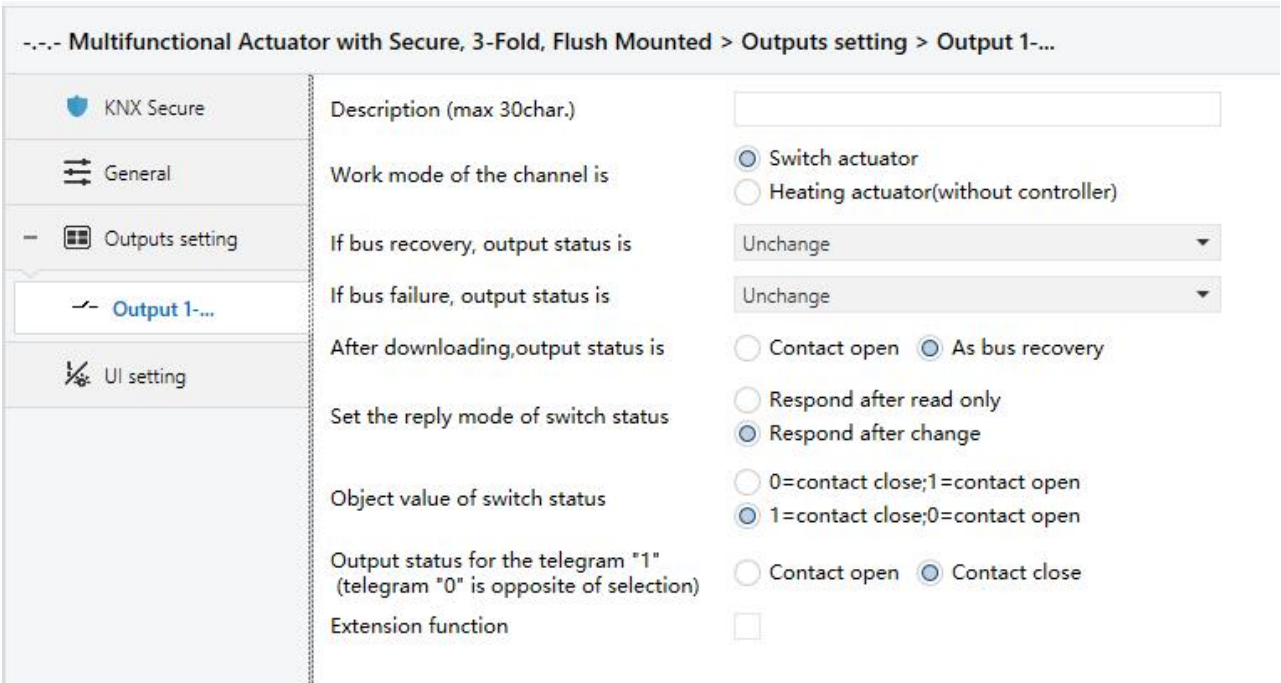 -.-.- Multifunctional Actuator with Secure, 3-Fold, Flush Mounted > Outputs setting > Output 1-...
KNX Secure
General
Outputs setting
Output 1-...
UI setting
Description (max 30char.)
Work mode of the channel is
Switch actuator
Heating actuator(without controller)
If bus recovery, output status is
Unchange
If bus failure, output status is
Unchange
After downloading,output status is
Contact open
As bus recovery
Set the reply mode of switch status
Respond after read only
Respond after change
Object value of switch status
0=contact close;1=contact open
1=contact close;0=contact open
Output status for the telegram "1"
(telegram "0" is opposite of selection)
Contact open
Contact close
Extension function